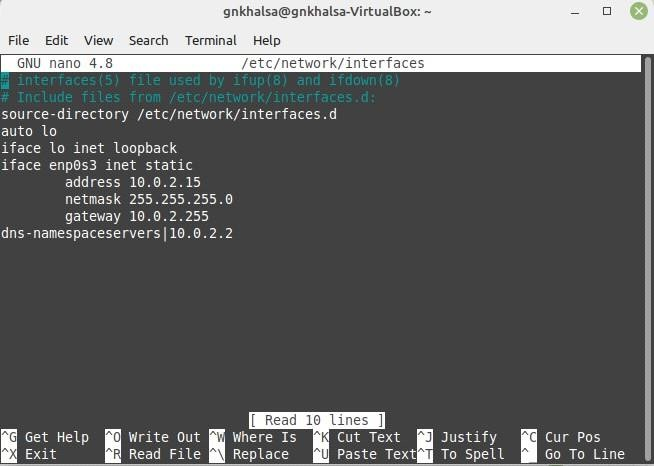 gnkhalsa@gnkhalsa-VirtualBox: ~
File Edit View Search Terminal Help
GNU nano 4.8 /etc/network/interfaces
# interfaces(5) file used by ifup(8) and ifdown(8)
# Include files from /etc/network/interfaces.d:
source-directory /etc/network/interfaces.d
auto lo
iface lo inet loopback
iface enp0s3 inet static
        address 10.0.2.15
        netmask 255.255.255.0
        gateway 10.0.2.255
dns-namespaceservers|10.0.2.2
[ Read 10 lines ]
^G Get Help ^O Write Out ^W Where Is ^K Cut Text ^J Justify ^C Cur Pos
^X Exit ^R Read File ^\ Replace ^U Paste Text ^T To Spell ^_ Go To Line